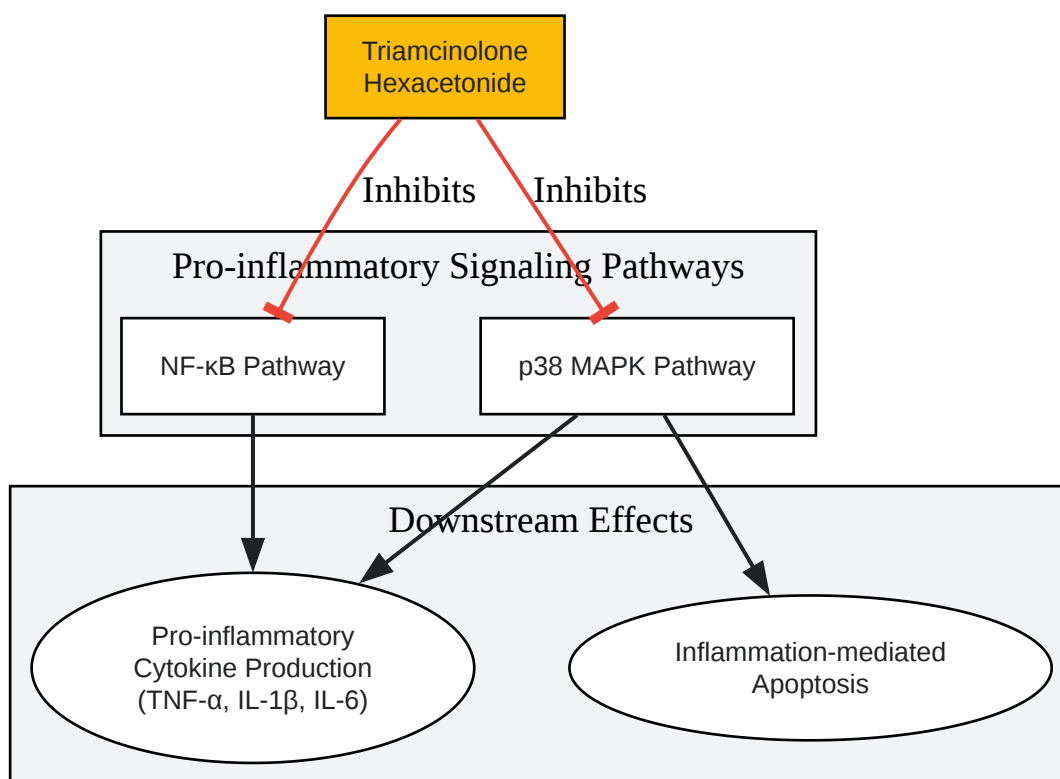 Triamcinolone
Hexacetonide
Inhibits
Inhibits
Pro-inflammatory Signaling Pathways
NF-κB Pathway
p38 MAPK Pathway
Downstream Effects
Pro-inflammatory
Cytokine Production
(TNF-α, IL-1β, IL-6)
Inflammation-mediated
Apoptosis